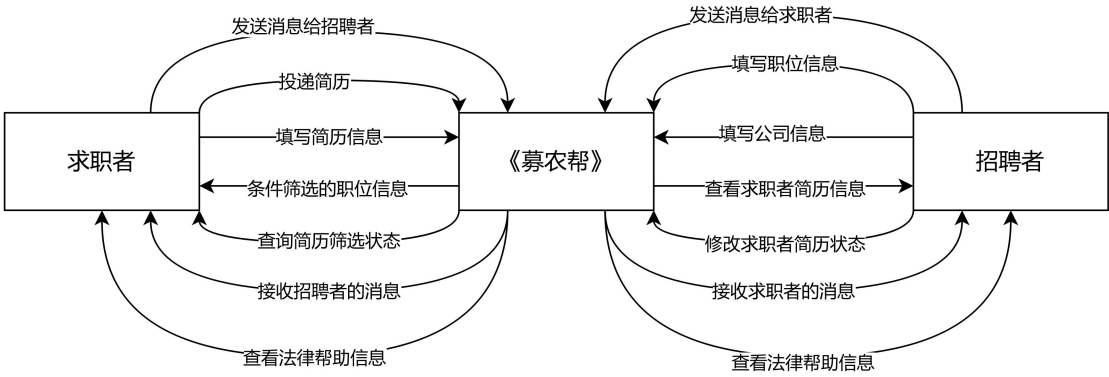 发送消息给招聘者
发送消息给求职者
投递简历
填写职位信息
填写简历信息
填写公司信息
求职者
《募农帮》
招聘者
条件筛选的职位信息
查看求职者简历信息
查询简历筛选状态
修改求职者简历状态
接收招聘者的消息
接收求职者的消息
查看法律帮助信息
查看法律帮助信息